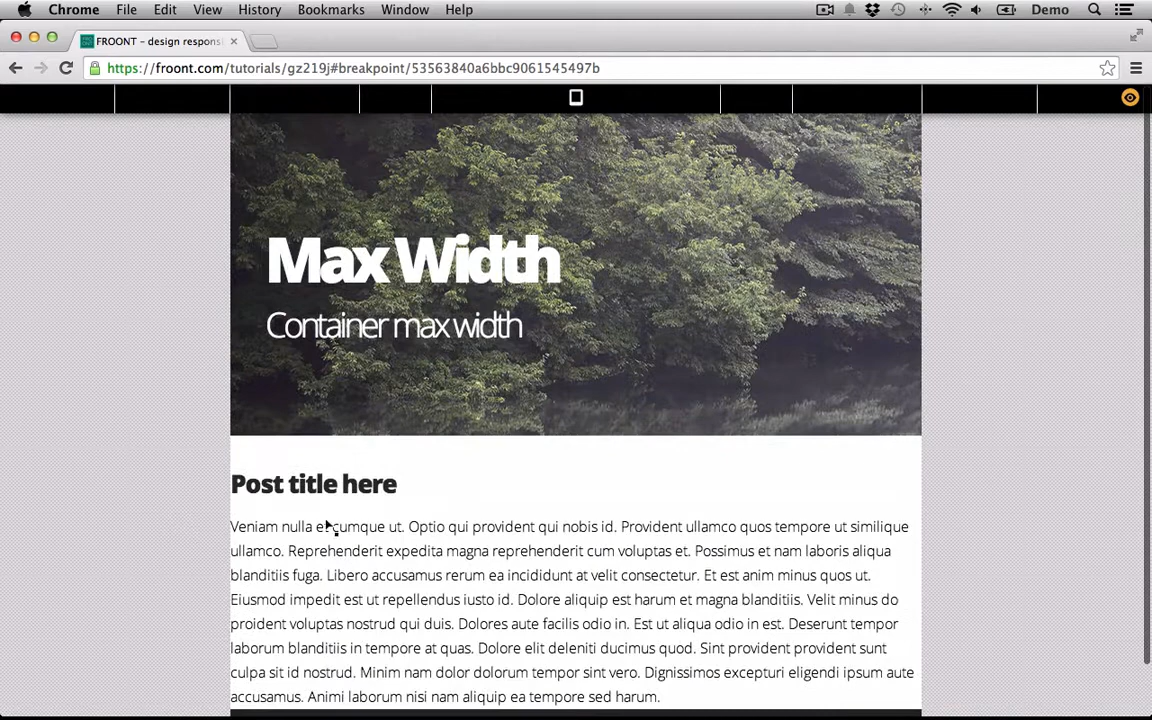 Chrome File Edit View History Bookmarks Window Help Demo
FROONT – design respons
https://froont.com/tutorials/gz219j#breakpoint/53563840a6bbc9061545497b
Max Width
Container max width
Post title here
Veniam nulla excumque ut. Optio qui provident qui nobis id. Provident ullamco quos tempore ut similique
ullamco. Reprehenderit expedita magna reprehenderit cum voluptas et. Possimus et nam laboris aliqua
blanditiis fuga. Libero accusamus rerum ea incididunt at velit consectetur. Et est anim minus quos ut.
Eiusmod impedit est ut repellendus iusto id. Dolore aliquip est harum et magna blanditiis. Velit minus do
proident voluptas nostrud qui duis. Dolores aute facilis odio in. Est ut aliqua odio in est. Deserunt tempor
laborum blanditiis in tempore at quas. Dolore elit deleniti ducimus quod. Sint provident provident sunt
culpa sit id nostrud. Minim nam dolor dolorum tempor sint vero. Dignissimos excepturi eligendi ipsum aute
accusamus. Animi laborum nisi nam aliquip ea tempore sed harum.